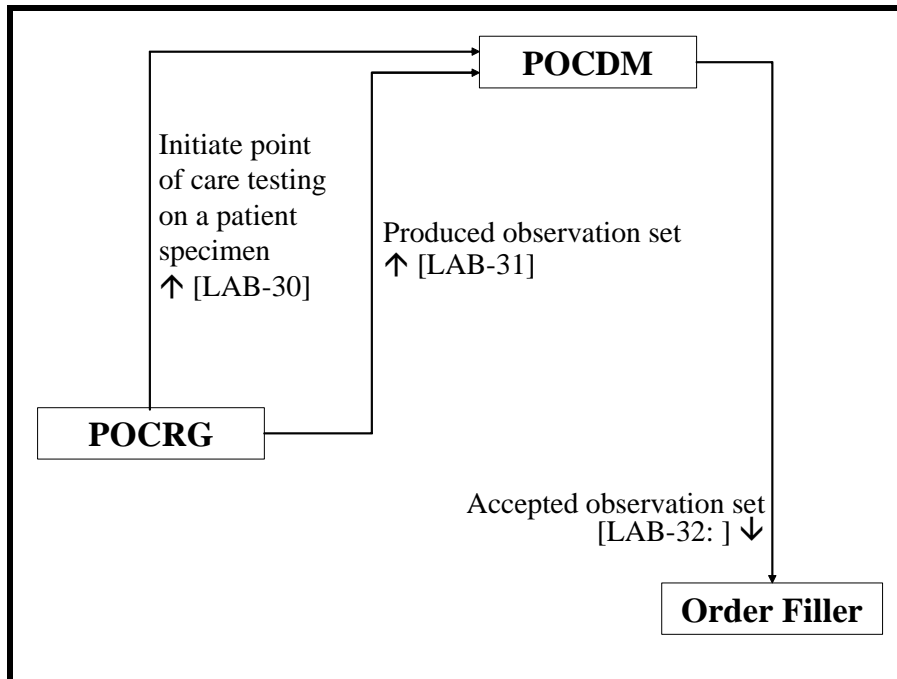 POCDM
Initiate point
of care testing
on a patient
specimen
↑ [LAB-30]
Produced observation set
↑ [LAB-31]
POCRG
Accepted observation set
[LAB-32: ] ↓
Order Filler